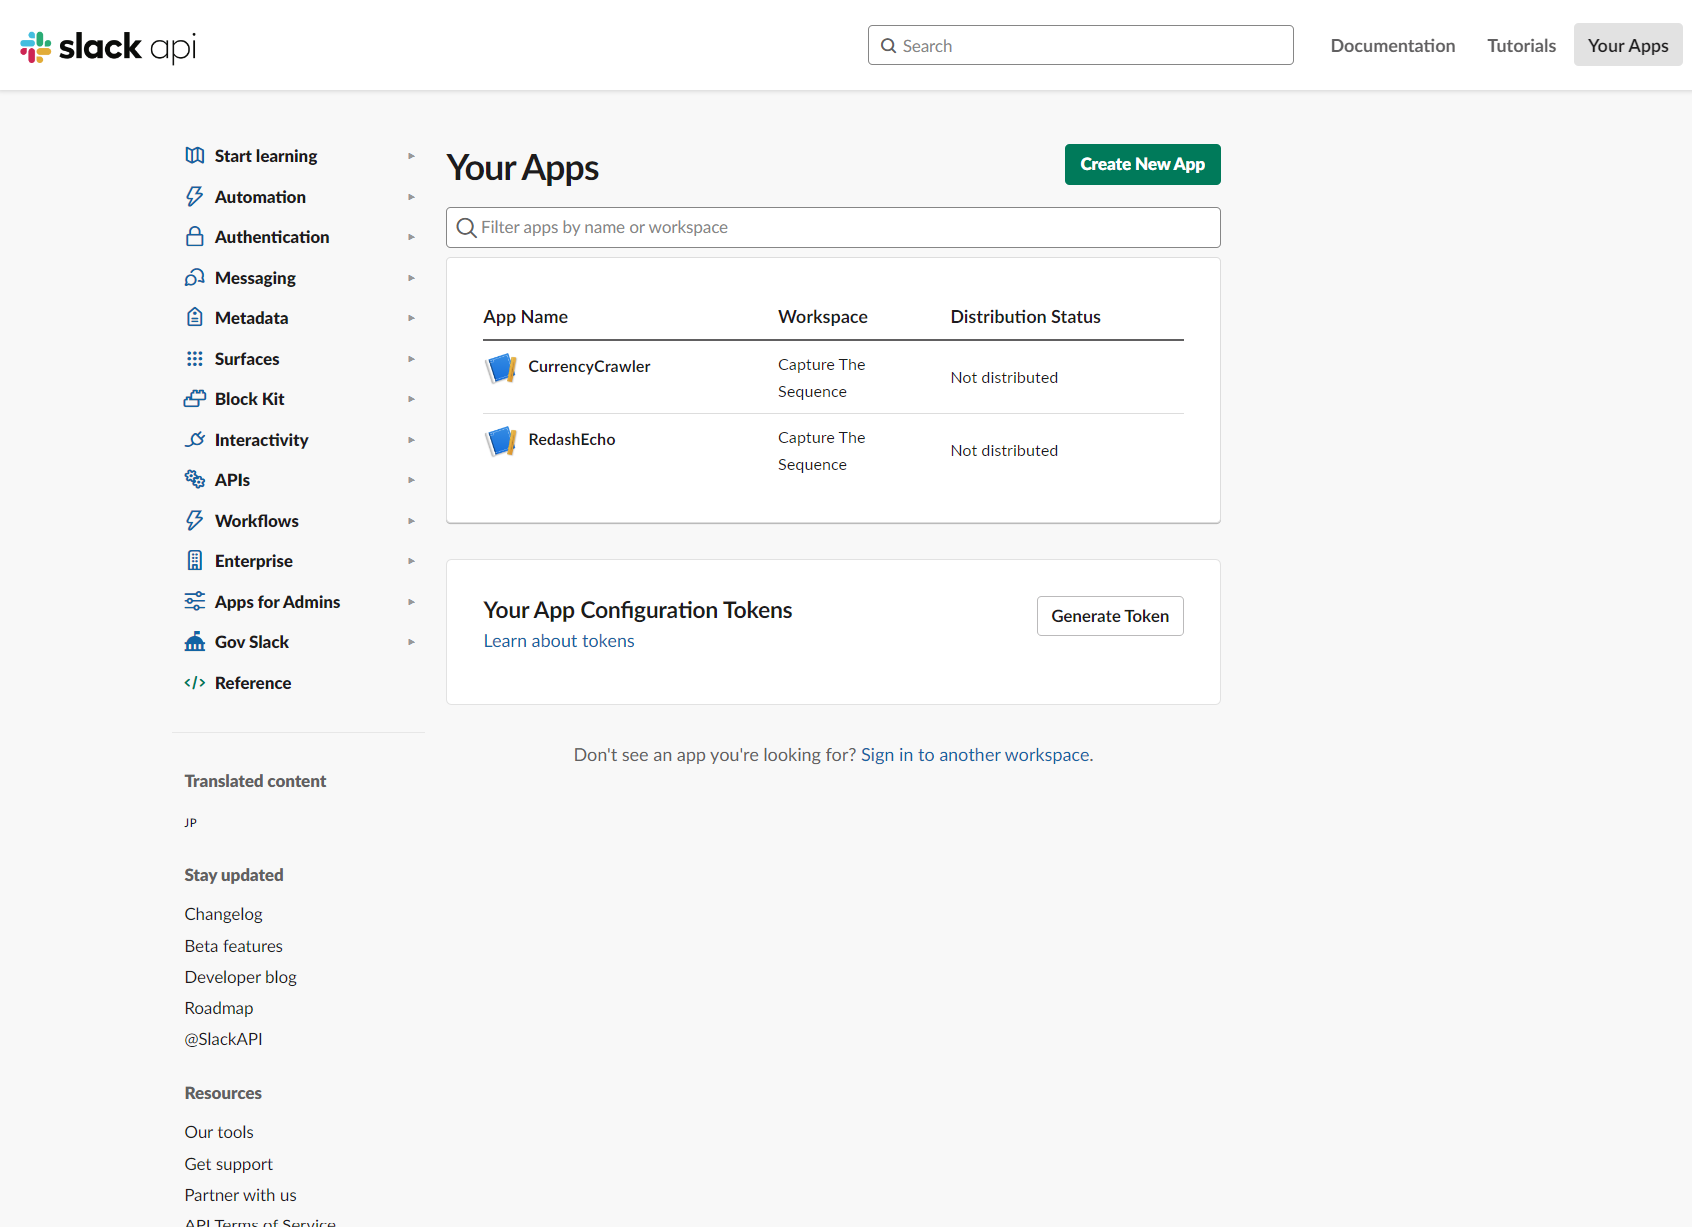 slack api
Search
Documentation
Tutorials
Your Apps
Start learning
Automation
Authentication
Messaging
Metadata
Surfaces
Block Kit
Interactivity
APIs
Workflows
Enterprise
Apps for Admins
Gov Slack
Reference
Translated content
JP
Stay updated
Changelog
Beta features
Developer blog
Roadmap
@SlackAPI
Resources
Our tools
Get support
Partner with us
API Terms of Service
Your Apps
Create New App
Filter apps by name or workspace
App Name Workspace Distribution Status
CurrencyCrawler
Capture The
Sequence
Not distributed
RedashEcho
Capture The
Sequence
Not distributed
Your App Configuration Tokens
Learn about tokens
Generate Token
Don't see an app you're looking for? Sign in to another workspace.